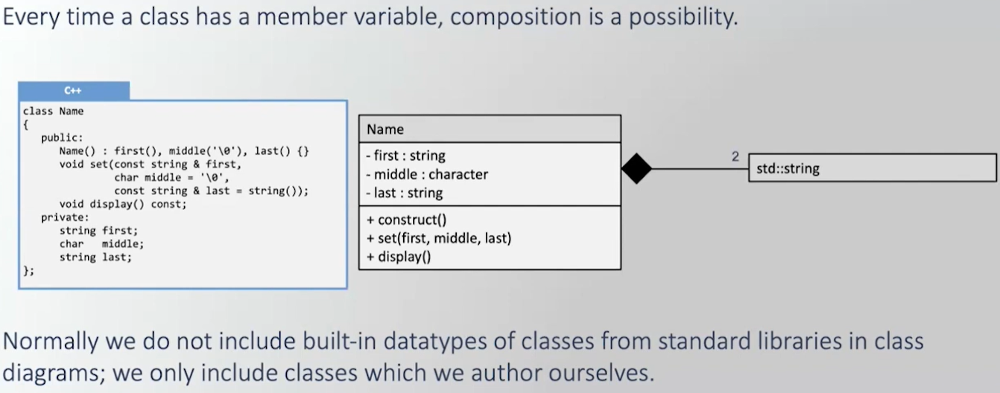 Every time a class has a member variable, composition is a possibility.
C++
class Name
{
public:
Name() : first(), middle('\0'), last() {}
void set(const string & first,
char middle = '\0',
const string & last = string());
void display() const;
private:
string first;
char middle;
string last;
};
Name
- first : string
- middle : character
- last : string
+ construct()
+ set(first, middle, last)
+ display()
2
std::string
Normally we do not include built-in datatypes of classes from standard libraries in class
diagrams; we only include classes which we author ourselves.